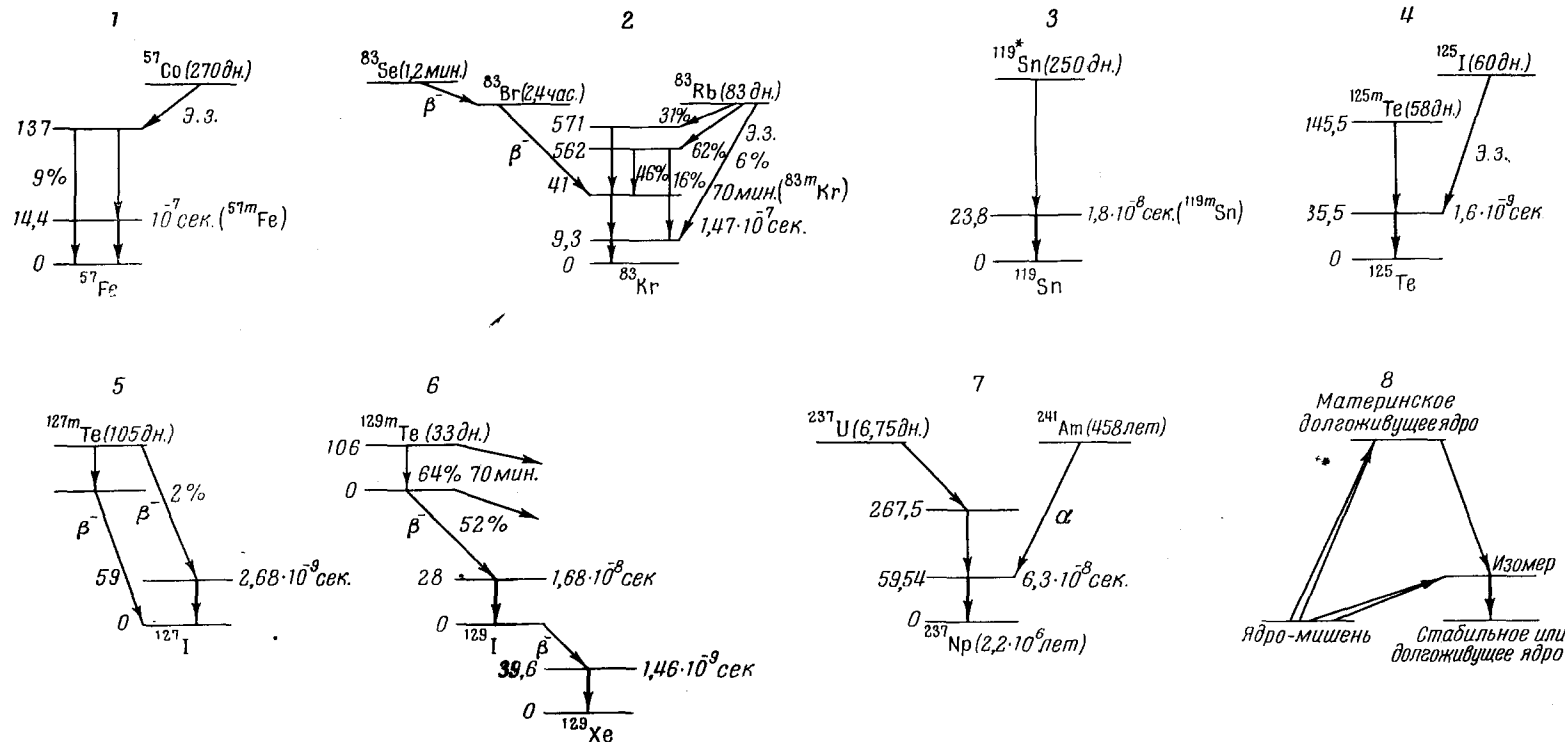 1
⁵⁷Co (270 дн.)
Э.з.
137
9%
14,4
10⁻⁷ сек. (⁵⁷ᵐFe)
0
⁵⁷Fe
2
⁸³Se (1,2 мин.)
β⁻
⁸³Br (2,4 час.)
⁸³Rb (83 дн.)
31%
571
Э.з.
562
62%
6%
β⁻
46%
16%
41
70 мин. (⁸³ᵐKr)
1,47·10⁻⁷ сек.
9,3
0
⁸³Kr
3
¹¹⁹*Sn (250 дн.)
23,8
1,8·10⁻⁸ сек. (¹¹⁹ᵐSn)
0
¹¹⁹Sn
4
¹²⁵I (60 дн.)
¹²⁵ᵐTe (58 дн.)
145,5
Э.з.
35,5
1,6·10⁻⁹ сек
0
¹²⁵Te
5
¹²⁷ᵐTe (105 дн.)
2%
β⁻
β⁻
59
2,68·10⁻⁹ сек.
0
¹²⁷I
6
¹²⁹ᵐTe (33 дн.)
106
64% 70 мин.
0
β⁻
52%
28
1,68·10⁻⁸ сек
0
¹²⁹I
β⁻
39,6
1,46·10⁻⁹ сек
0
¹²⁹Xe
7
²³⁷U (6,75 дн.)
²⁴¹Am (458 лет)
267,5
α
59,54
6,3·10⁻⁸ сек.
0
²³⁷Np (2,2·10⁶ лет)
8
Материнское
долгоживущее ядро
Изомер
Ядро-мишень
Стабильное или
долгоживущее ядро